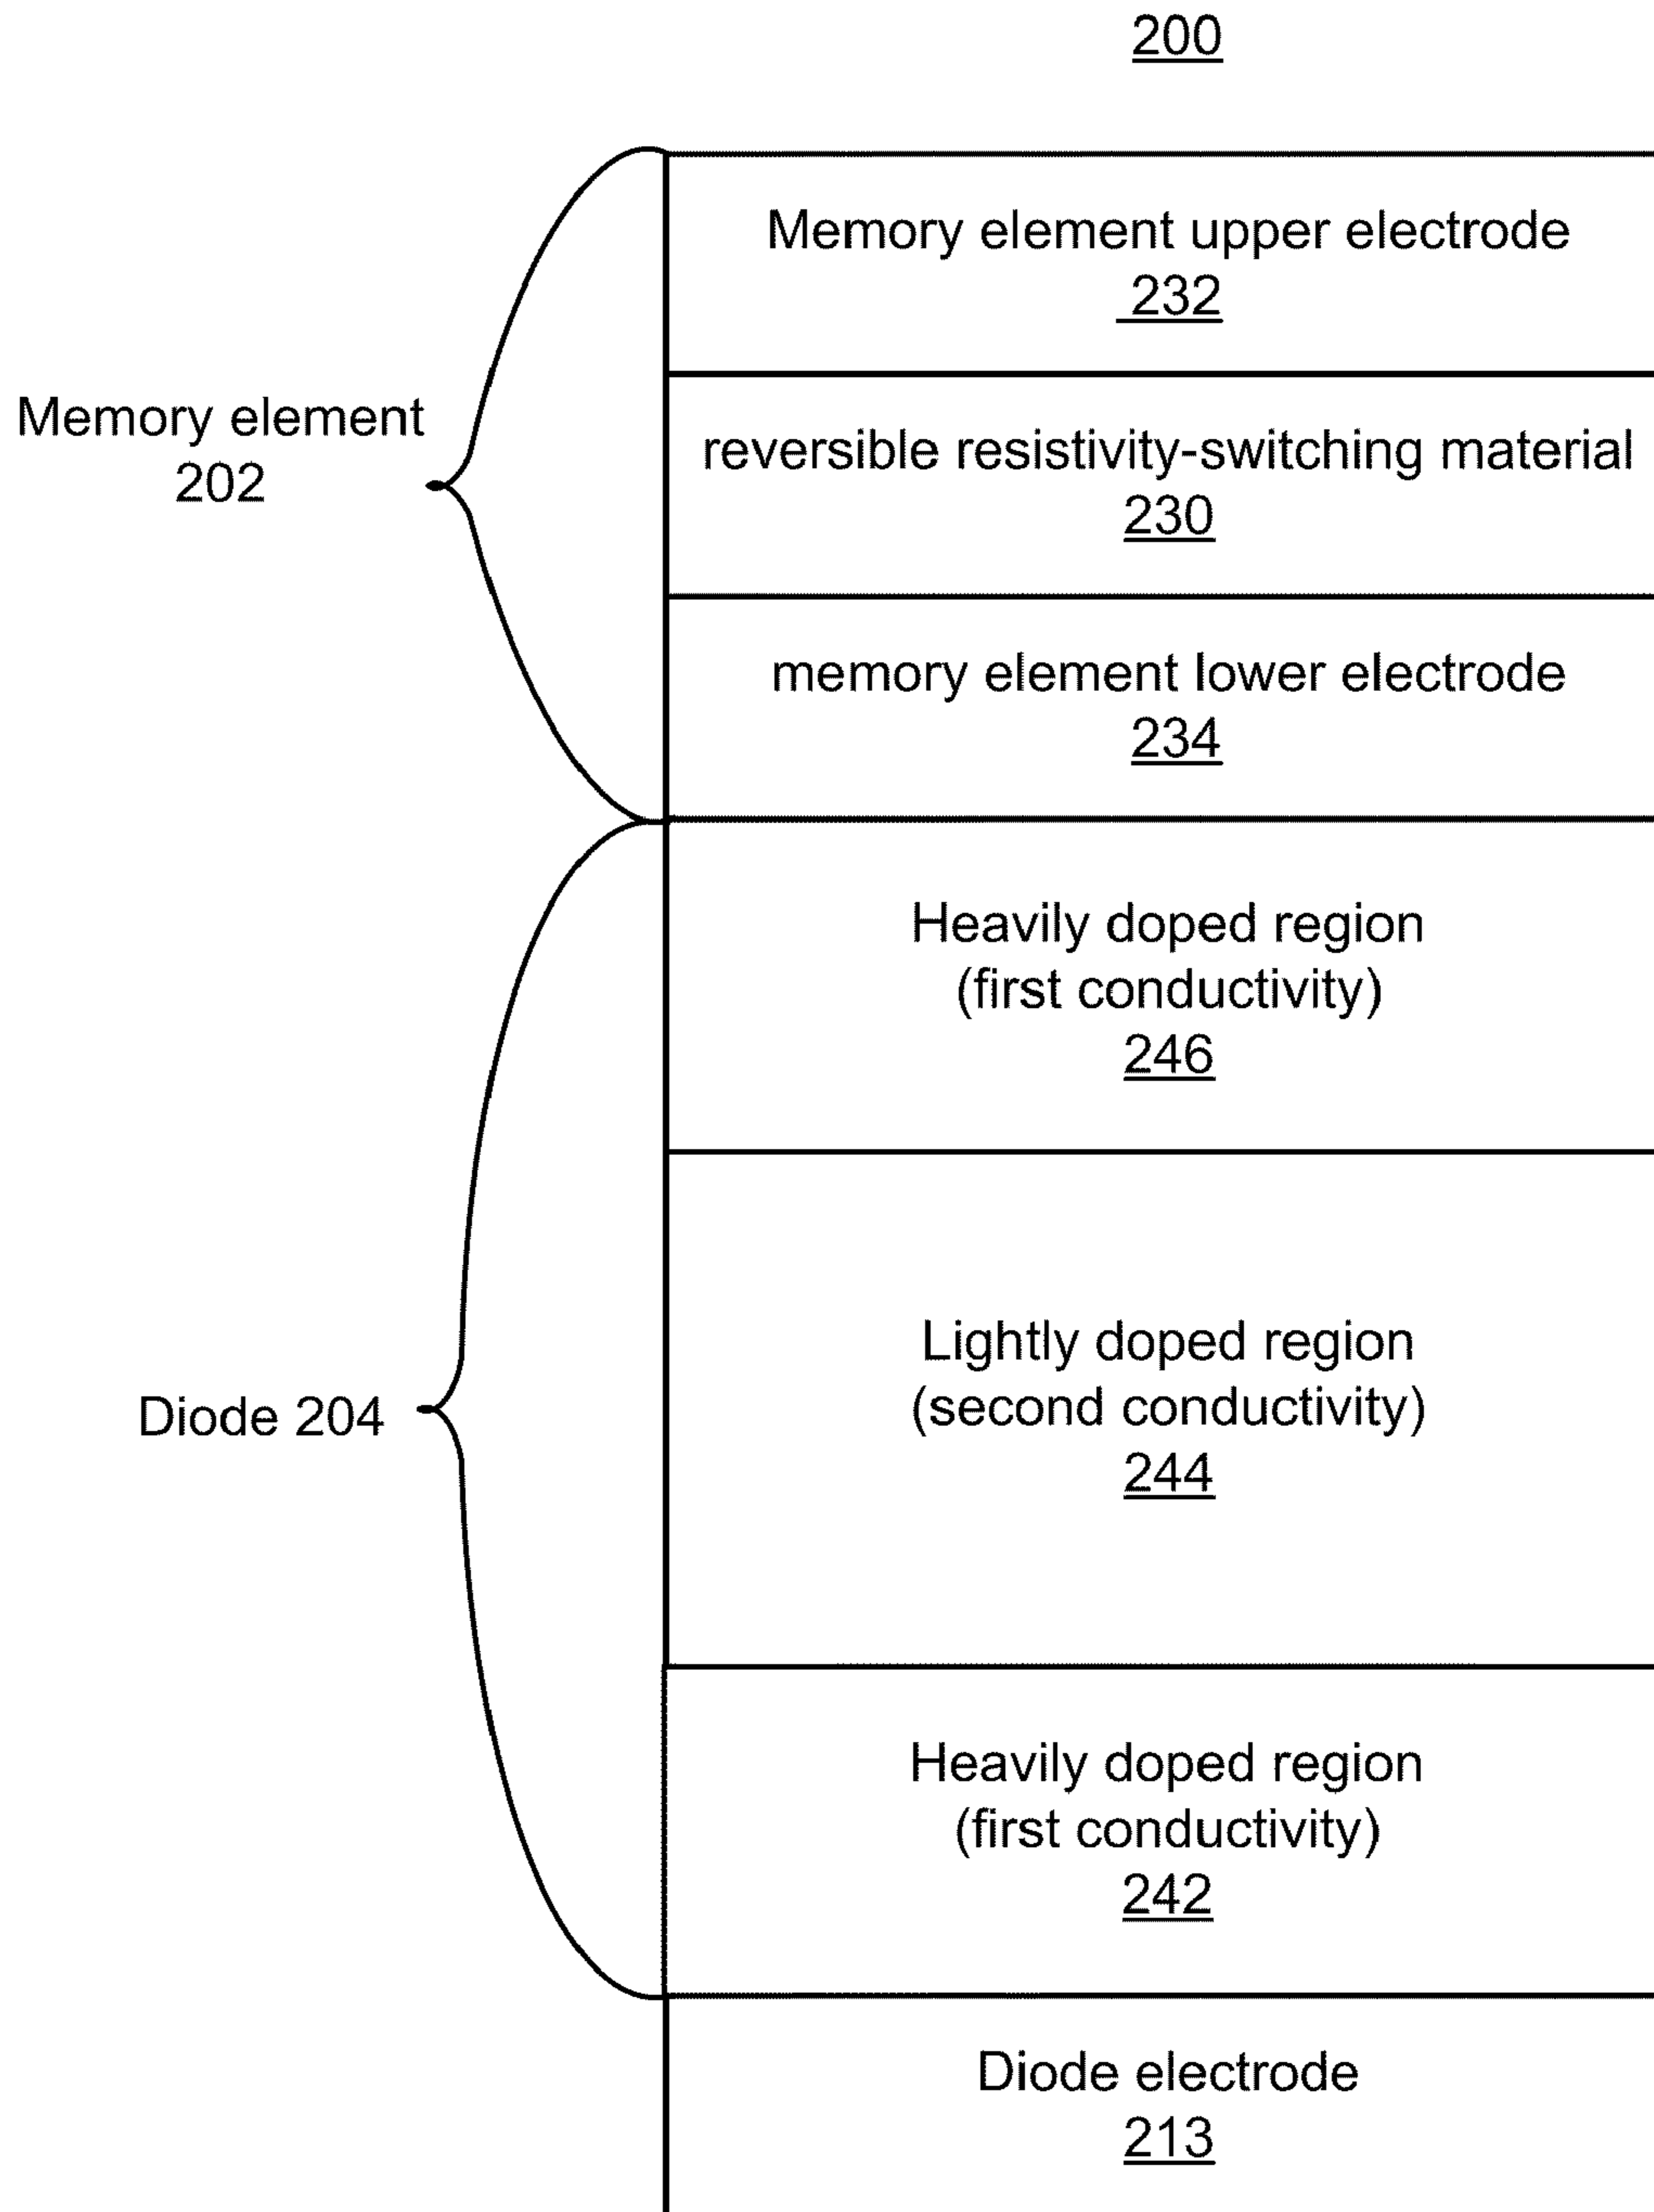 200
Memory element upper electrode
232
Memory element
202
reversible resistivity-switching material
230
memory element lower electrode
234
Heavily doped region
(first conductivity)
246
Lightly doped region
(second conductivity)
244
Diode 204
Heavily doped region
(first conductivity)
242
Diode electrode
213